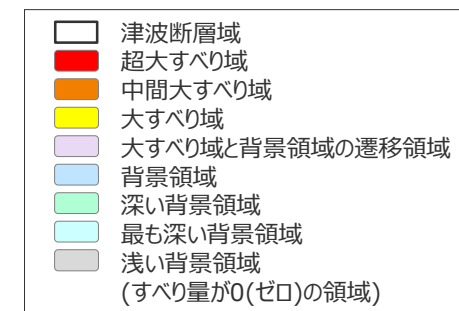 津波断層域
超大すべり域
中間大すべり域
大すべり域
大すべり域と背景領域の遷移領域
背景領域
深い背景領域
最も深い背景領域
浅い背景領域
(すべり量が0(ゼロ)の領域)